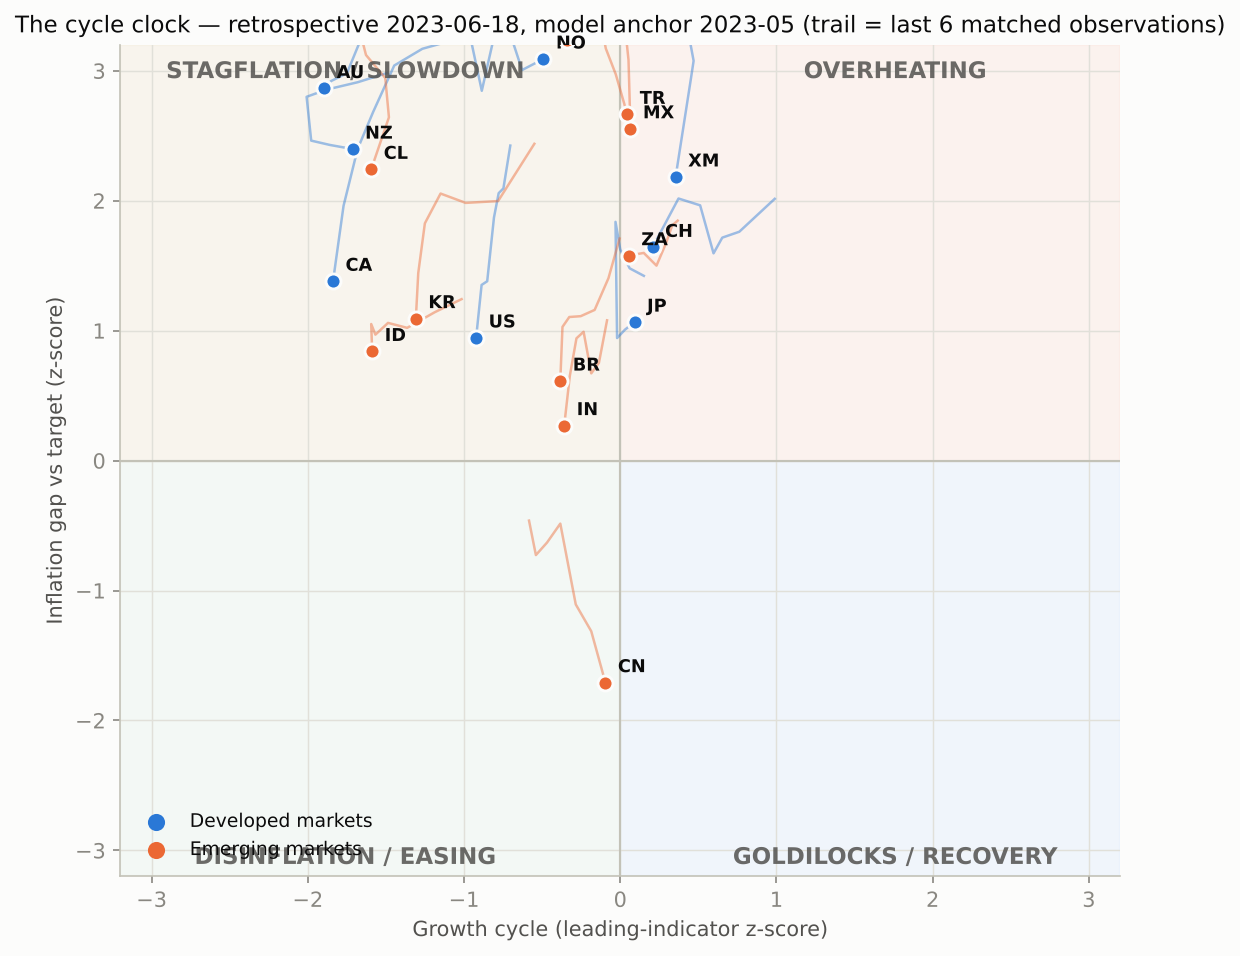 The cycle clock — retrospective 2023-06-18, model anchor 2023-05 (trail = last 6 matched observations)
NO
STAGFLATION / SLOWDOWN
OVERHEATING
AU
TR
MX
NZ
CL
XM
CH
ZA
CA
KR
JP
US
ID
BR
IN
CN
3
2
1
0
−1
−2
−3
Inflation gap vs target (z-score)
Developed markets
Emerging markets
DISINFLATION / EASING
GOLDILOCKS / RECOVERY
−3
−2
−1
0
1
2
3
Growth cycle (leading-indicator z-score)